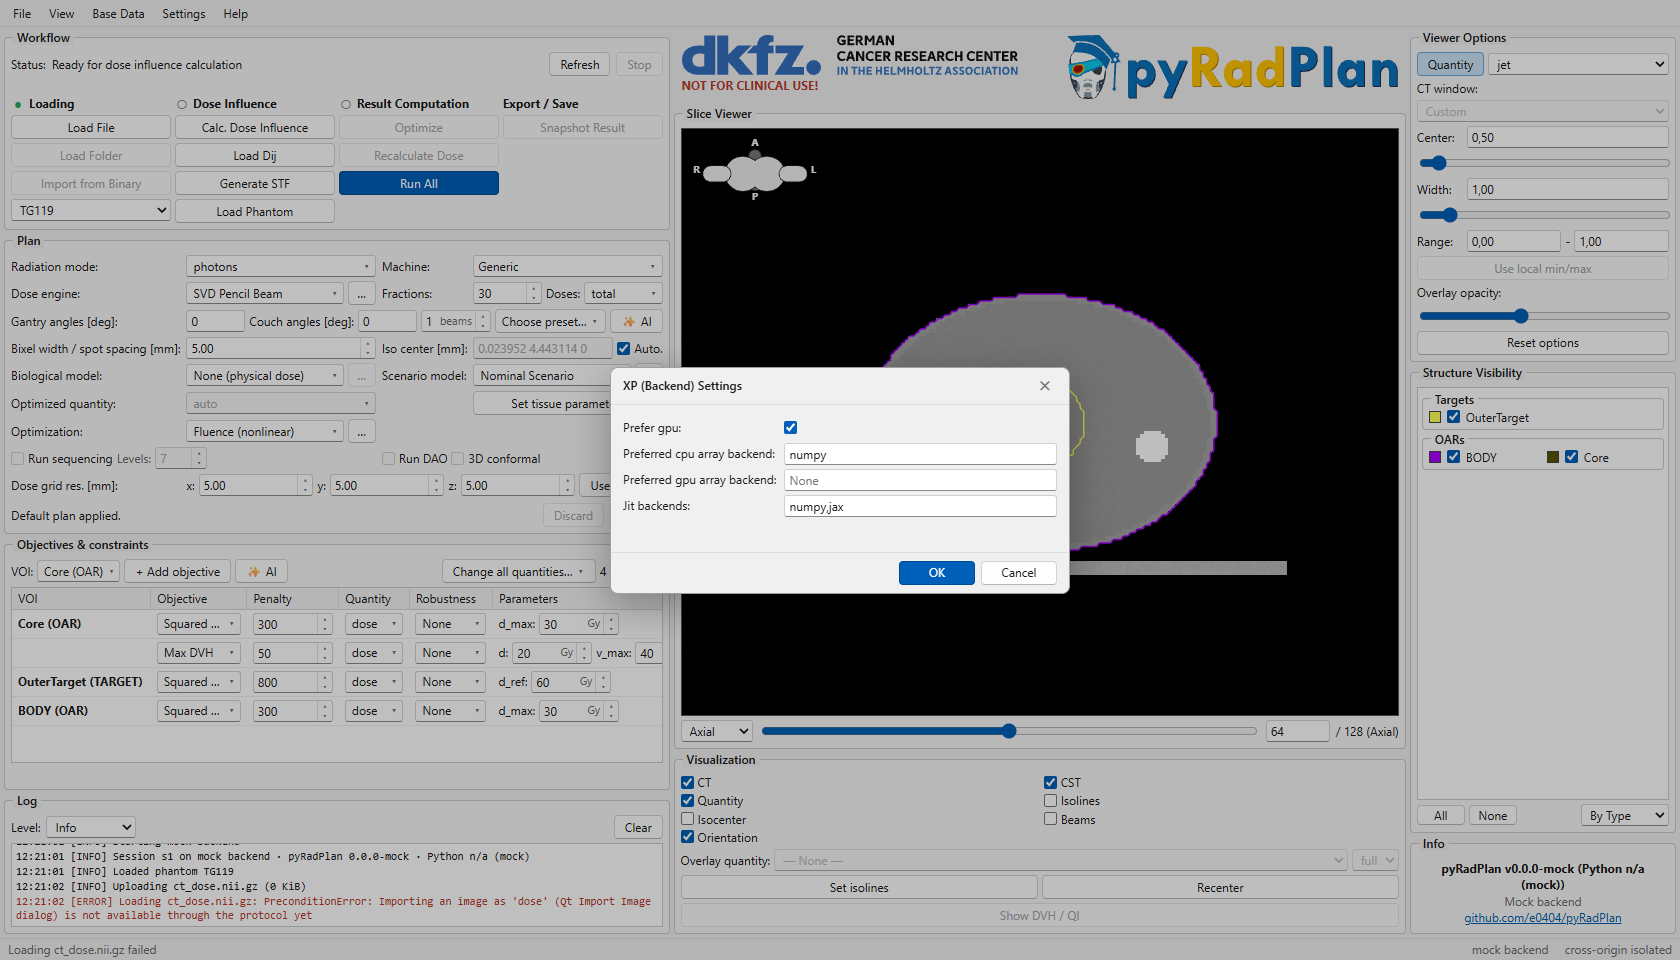 File View Base Data Settings Help
Workflow
Status: Ready for dose influence calculation
Refresh Stop
Loading Dose Influence Result Computation Export / Save
Load File Calc. Dose Influence Optimize Snapshot Result
Load Folder Load Dij Recalculate Dose
Import from Binary Generate STF Run All
TG119 Load Phantom
Plan
Radiation mode: photons Machine: Generic
Dose engine: SVD Pencil Beam ... Fractions: 30 Doses: total
Gantry angles [deg]: 0 Couch angles [deg]: 0 1 beams Choose preset... ✨ AI
Bixel width / spot spacing [mm]: 5.00 Iso center [mm]: 0.023952 4.443114 0 Auto.
Biological model: None (physical dose) ... Scenario model: Nominal Scenario
Optimized quantity: auto Set tissue paramet
Optimization: Fluence (nonlinear) ...
Run sequencing Levels: 7 Run DAO 3D conformal
Dose grid res. [mm]: x: 5.00 y: 5.00 z: 5.00 Use
Default plan applied. Discard
Objectives & constraints
VOI: Core (OAR) + Add objective ✨ AI Change all quantities... 4
VOI Objective Penalty Quantity Robustness Parameters
Core (OAR) Squared ... 300 dose None d_max: 30 Gy
Max DVH 50 dose None d: 20 Gy v_max: 40
OuterTarget (TARGET) Squared ... 800 dose None d_ref: 60 Gy
BODY (OAR) Squared ... 300 dose None d_max: 30 Gy
Log
Level: Info Clear
12:21:01 [INFO] Session s1 on mock backend · pyRadPlan 0.0.0-mock · Python n/a (mock)
12:21:01 [INFO] Loaded phantom TG119
12:21:02 [INFO] Uploading ct_dose.nii.gz (0 KiB)
12:21:02 [ERROR] Loading ct_dose.nii.gz: PreconditionError: Importing an image as 'dose' (Qt Import Image
dialog) is not available through the protocol yet
Loading ct_dose.nii.gz failed
dkfz.
NOT FOR CLINICAL USE!
GERMAN
CANCER RESEARCH CENTER
IN THE HELMHOLTZ ASSOCIATION
pyRadPlan
Slice Viewer
A
R L
P
XP (Backend) Settings
Prefer gpu:
Preferred cpu array backend: numpy
Preferred gpu array backend: None
Jit backends: numpy,jax
OK Cancel
Axial 64 / 128 (Axial)
Visualization
CT CST
Quantity Isolines
Isocenter Beams
Orientation
Overlay quantity: — None — full
Set isolines Recenter
Show DVH / QI
Viewer Options
Quantity jet
CT window:
Custom
Center: 0,50
Width: 1,00
Range: 0,00 - 1,00
Use local min/max
Overlay opacity:
Reset options
Structure Visibility
Targets
OuterTarget
OARs
BODY Core
All None By Type
Info
pyRadPlan v0.0.0-mock (Python n/a
(mock))
Mock backend
github.com/e0404/pyRadPlan
mock backend cross-origin isolated